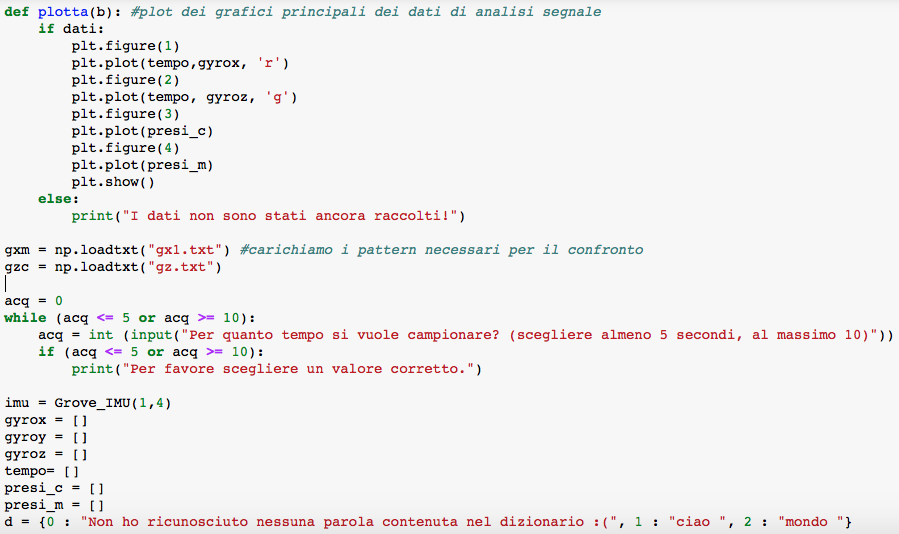 def plotta(b): #plot dei grafici principali dei dati di analisi segnale
    if dati:
        plt.figure(1)
        plt.plot(tempo,gyrox, 'r')
        plt.figure(2)
        plt.plot(tempo, gyroz, 'g')
        plt.figure(3)
        plt.plot(presi_c)
        plt.figure(4)
        plt.plot(presi_m)
        plt.show()
    else:
        print("I dati non sono stati ancora raccolti!")

gxm = np.loadtxt("gx1.txt") #carichiamo i pattern necessari per il confronto
gzc = np.loadtxt("gz.txt")

acq = 0
while (acq <= 5 or acq >= 10):
    acq = int (input("Per quanto tempo si vuole campionare? (scegliere almeno 5 secondi, al massimo 10)"))
    if (acq <= 5 or acq >= 10):
        print("Per favore scegliere un valore corretto.")

imu = Grove_IMU(1,4)
gyrox = []
gyroy = []
gyroz = []
tempo= []
presi_c = []
presi_m = []
d = {0 : "Non ho ricunosciuto nessuna parola contenuta nel dizionario :(", 1 : "ciao ", 2 : "mondo "}